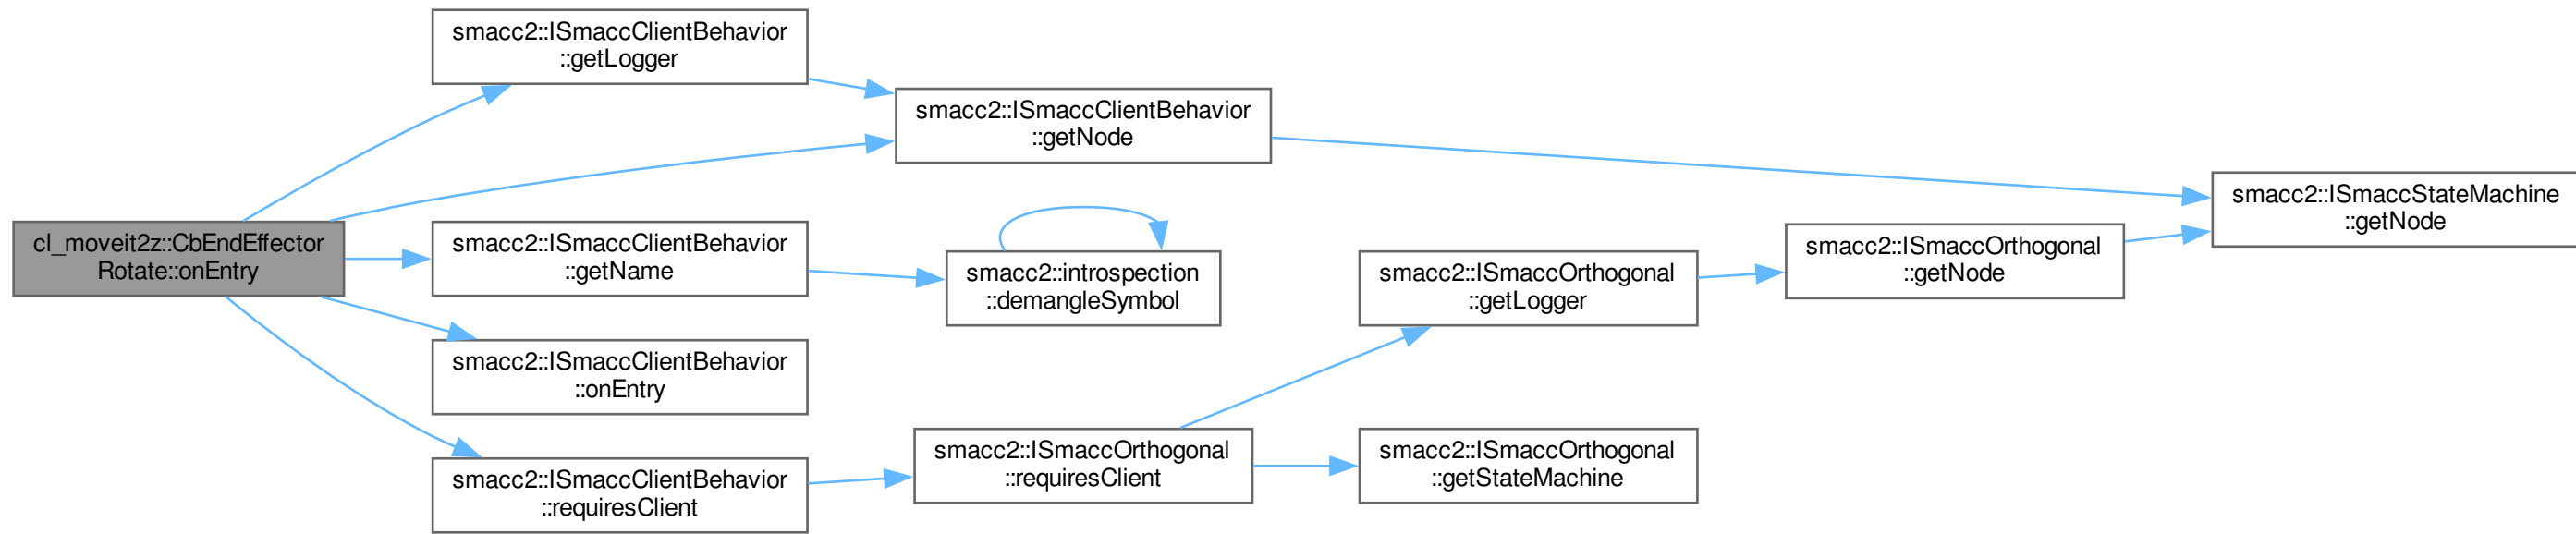 smacc2::ISmaccClientBehavior
::getLogger
smacc2::ISmaccClientBehavior
::getNode
smacc2::ISmaccStateMachine
::getNode
cl_moveit2z::CbEndEffector
Rotate::onEntry
smacc2::ISmaccClientBehavior
::getName
smacc2::introspection
::demangleSymbol
smacc2::ISmaccOrthogonal
::getLogger
smacc2::ISmaccOrthogonal
::getNode
smacc2::ISmaccClientBehavior
::onEntry
smacc2::ISmaccClientBehavior
::requiresClient
smacc2::ISmaccOrthogonal
::requiresClient
smacc2::ISmaccOrthogonal
::getStateMachine